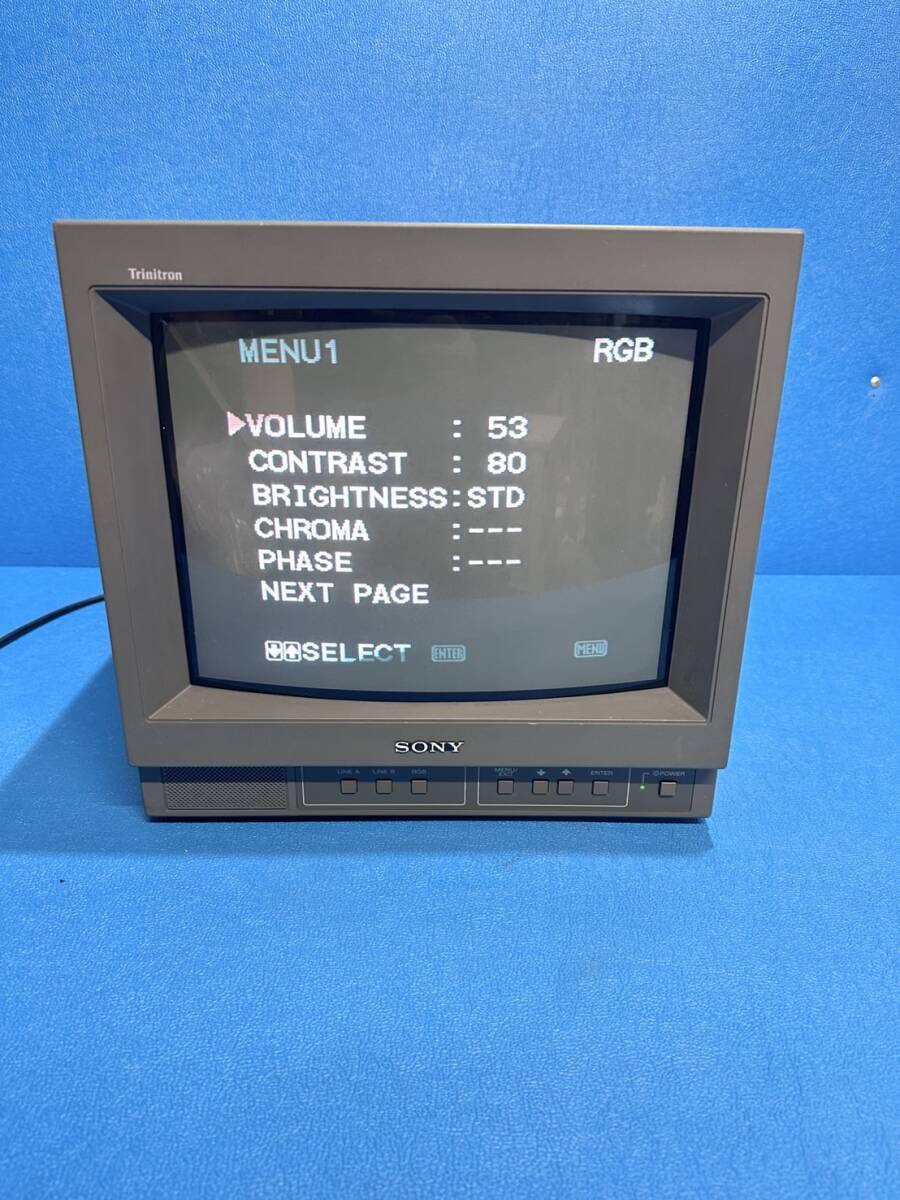 Trinitron
MENU1 RGB
▶VOLUME : 53
CONTRAST : 80
BRIGHTNESS:STD
CHROMA :---
PHASE :---
NEXT PAGE
⬇⬆SELECT ENTER MENU
SONY
LINE A LINE B RGB MENU/EXIT ENTER POWER